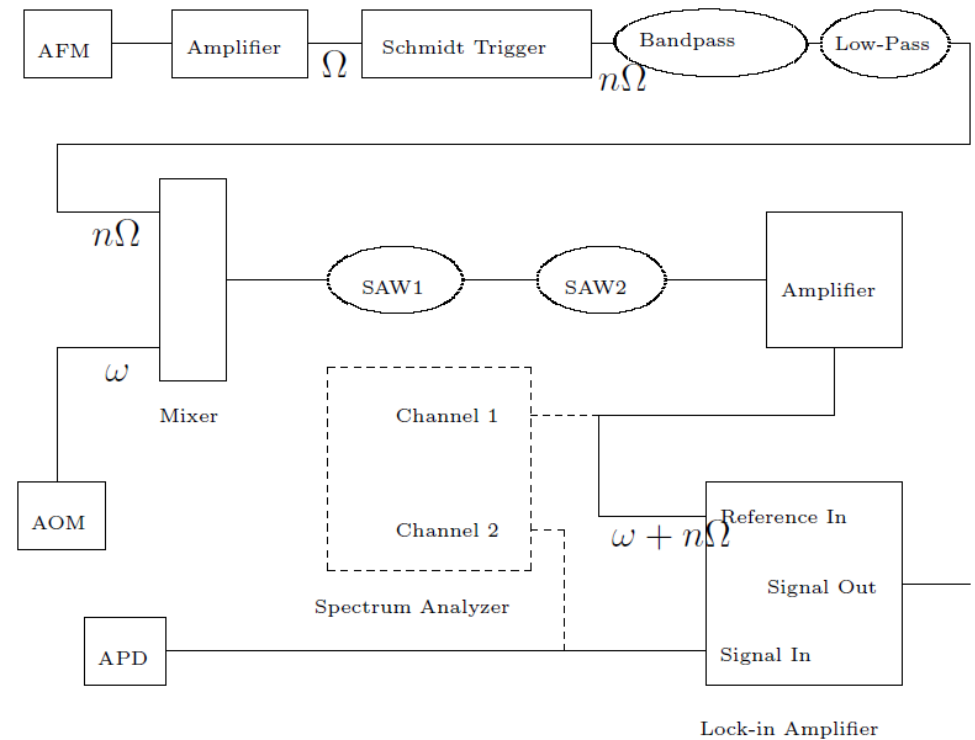 AFM
Amplifier
Ω
Schmidt Trigger
nΩ
Bandpass
Low-Pass
nΩ
ω
Mixer
SAW1
SAW2
Amplifier
AOM
Channel 1
Channel 2
Spectrum Analyzer
APD
Reference In
ω + nΩ
Signal Out
Signal In
Lock-in Amplifier